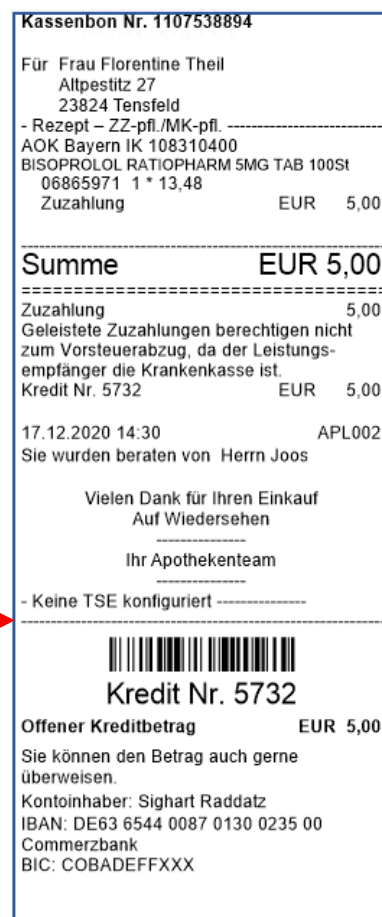 Kassenbon Nr. 1107538894
Für Frau Florentine Theil
Altpestitz 27
23824 Tensfeld
- Rezept – ZZ-pfl./MK-pfl. --------------------------
AOK Bayern IK 108310400
BISOPROLOL RATIOPHARM 5MG TAB 100St
06865971 1 * 13,48
Zuzahlung EUR 5,00
------------------------------------------------------------
Summe EUR 5,00
====================================
Zuzahlung 5,00
Geleistete Zuzahlungen berechtigen nicht
zum Vorsteuerabzug, da der Leistungs-
empfänger die Krankenkasse ist.
Kredit Nr. 5732 EUR 5,00
17.12.2020 14:30 APL002
Sie wurden beraten von Herrn Joos
Vielen Dank für Ihren Einkauf
Auf Wiedersehen
---------------
Ihr Apothekenteam
---------------
- Keine TSE konfiguriert ---------------
------------------------------------------------------------
Kredit Nr. 5732
Offener Kreditbetrag EUR 5,00
Sie können den Betrag auch gerne
überweisen.
Kontoinhaber: Sighart Raddatz
IBAN: DE63 6544 0087 0130 0235 00
Commerzbank
BIC: COBADEFFXXX